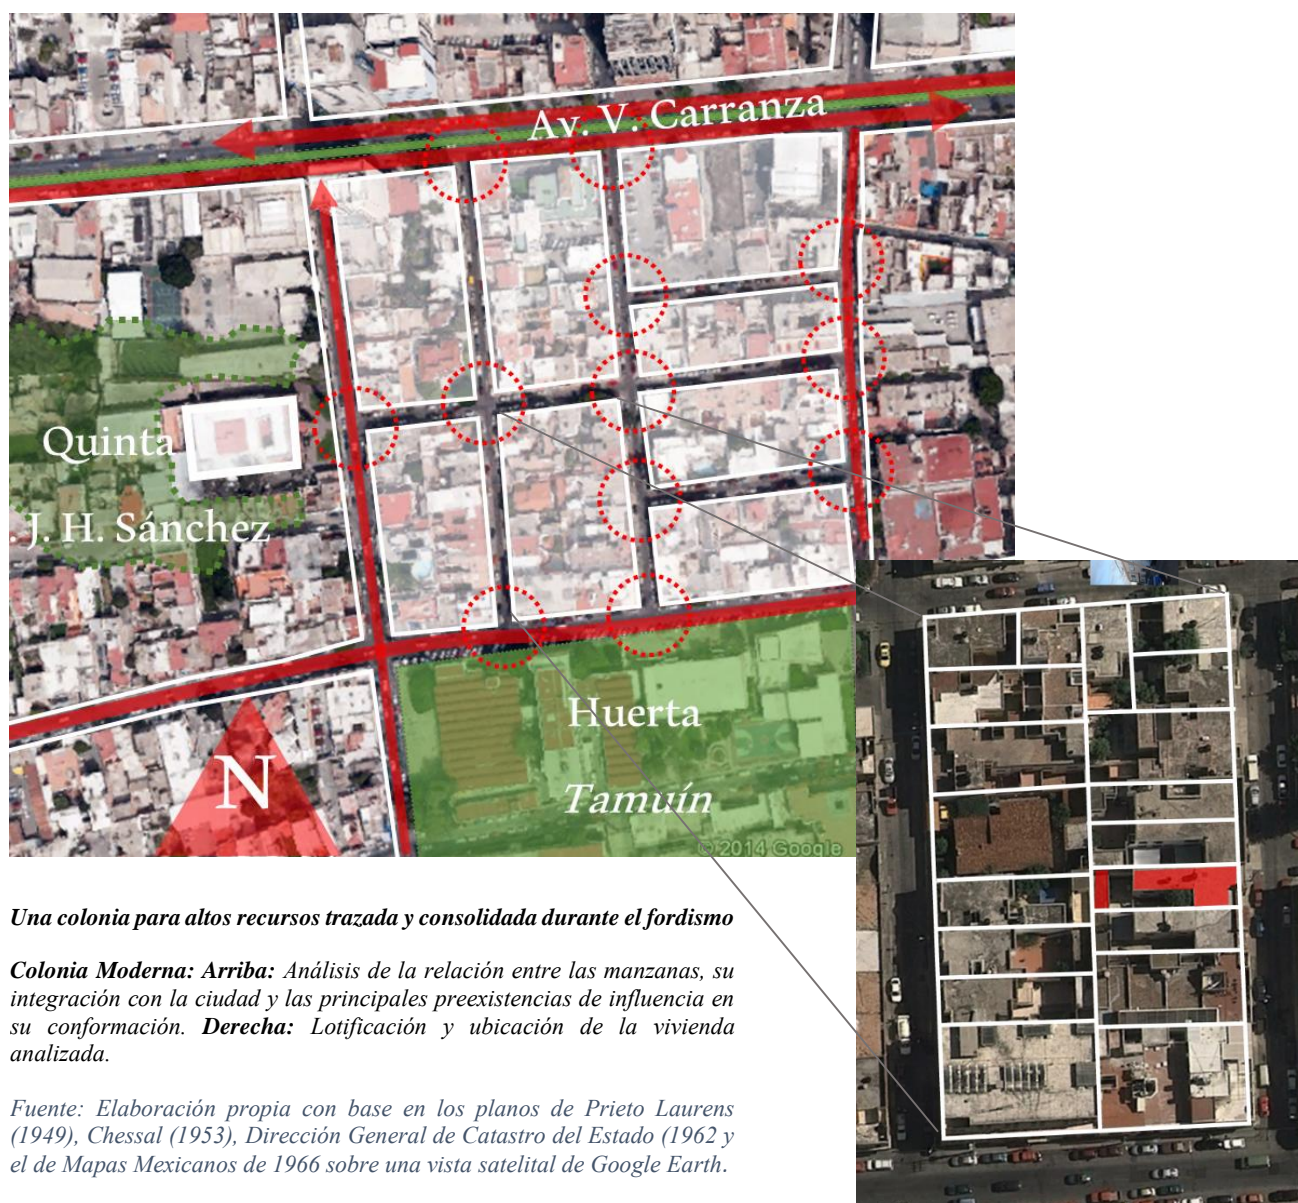 Av. V. Carranza
Quinta
. J. H. Sánchez
Huerta
Tamuín
N
© 2014 Google
Una colonia para altos recursos trazada y consolidada durante el fordismo
Colonia Moderna: Arriba: Análisis de la relación entre las manzanas, su
integración con la ciudad y las principales preexistencias de influencia en
su conformación. Derecha: Lotificación y ubicación de la vivienda
analizada.
Fuente: Elaboración propia con base en los planos de Prieto Laurens
(1949), Chessal (1953), Dirección General de Catastro del Estado (1962 y
el de Mapas Mexicanos de 1966 sobre una vista satelital de Google Earth.